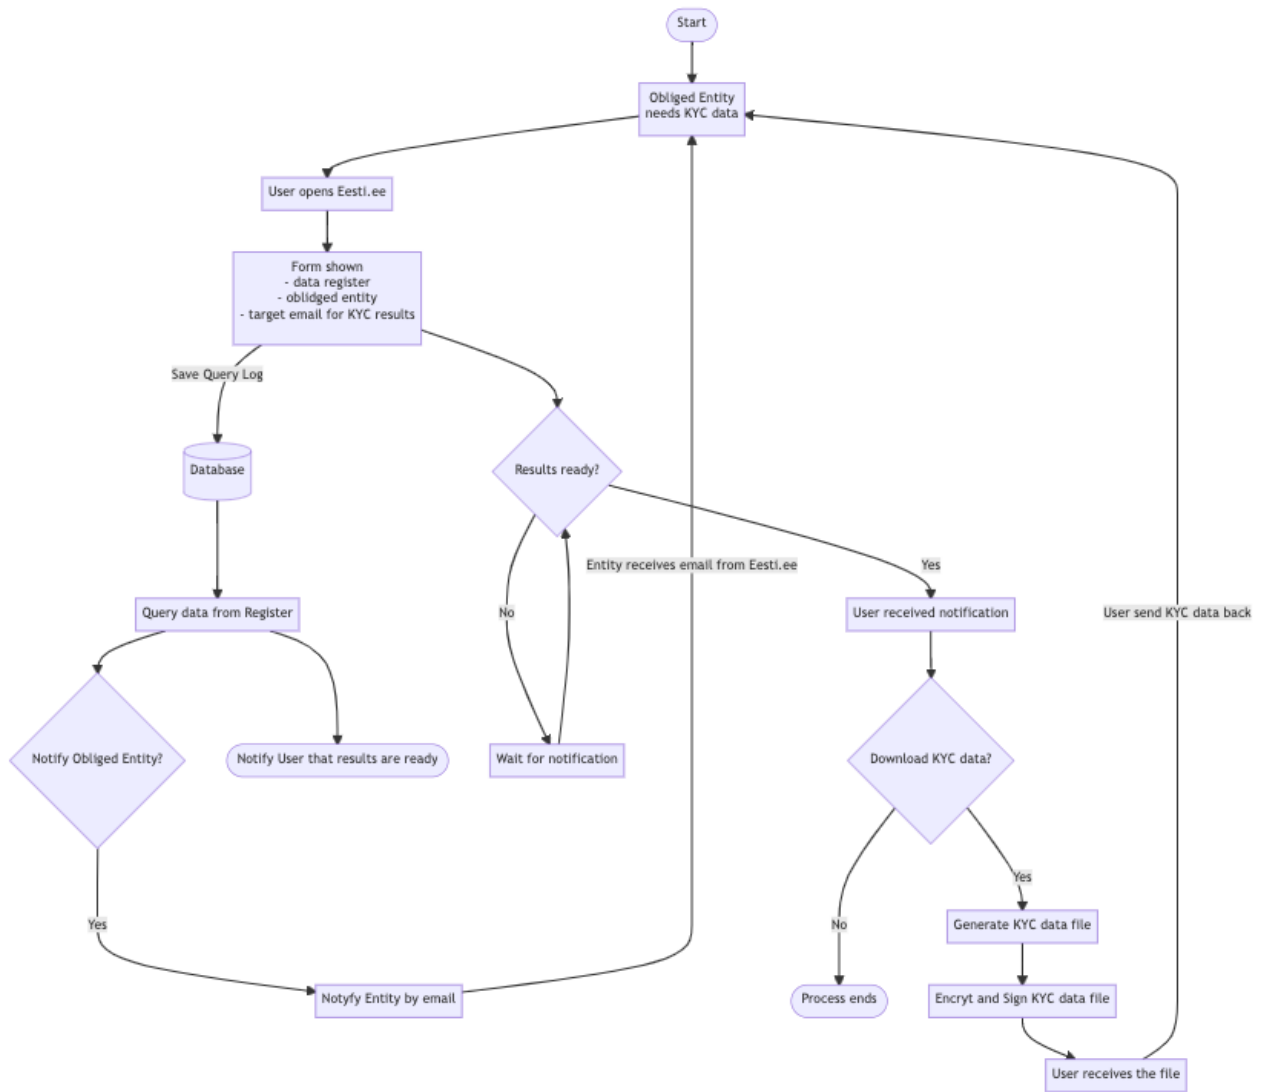 Start
Obliged Entity
needs KYC data
User opens Eesti.ee
Form shown
- data register
- oblidged entity
- target email for KYC results
Save Query Log
Database
Results ready?
Entity receives email from Eesti.ee
Yes
No
Query data from Register
User received notification
User send KYC data back
Notify Obliged Entity?
Notify User that results are ready
Wait for notification
Download KYC data?
Yes
Yes
No
Generate KYC data file
Notyfy Entity by email
Process ends
Encryt and Sign KYC data file
User receives the file